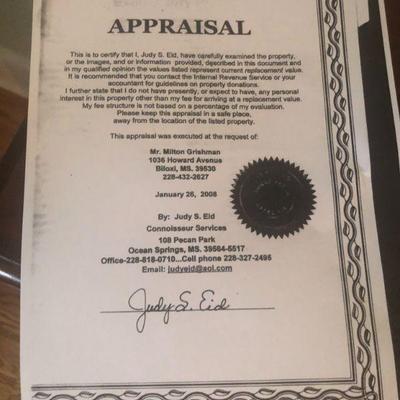 APPRAISAL
This is to certify that I, Judy S. Eid, have carefully examined the property,
or the images, and or information provided, dpscribed in this document and
in my qualified opinion the values listed represent current replacement value.
It is recommended that you contact the Internal Revenue Service or your
accountant for guidelines on property donations.
I further state that I do not have presently, or expect to have, any personal
interest in this property other than my fee for arriving at a replacement value.
My fee structure is not based on a percentage of my evaluation.
Please keep this appraisal in a safe place,
away from the location of the listed property.
This appraisal was executed at the request of:
Mr. Milton Grishman
1036 Howard Avenue
Biloxi, MS. 39530
228-432-2627
January 26, 2008
By: Judy S. Eid
Connoisseur Services
108 Pecan Park
Ocean Springs, MS. 39564-5517
Office-228-818-0710...Cell phone 228-327-2495
Email: judyeid@aol.com
Judy S. Eid